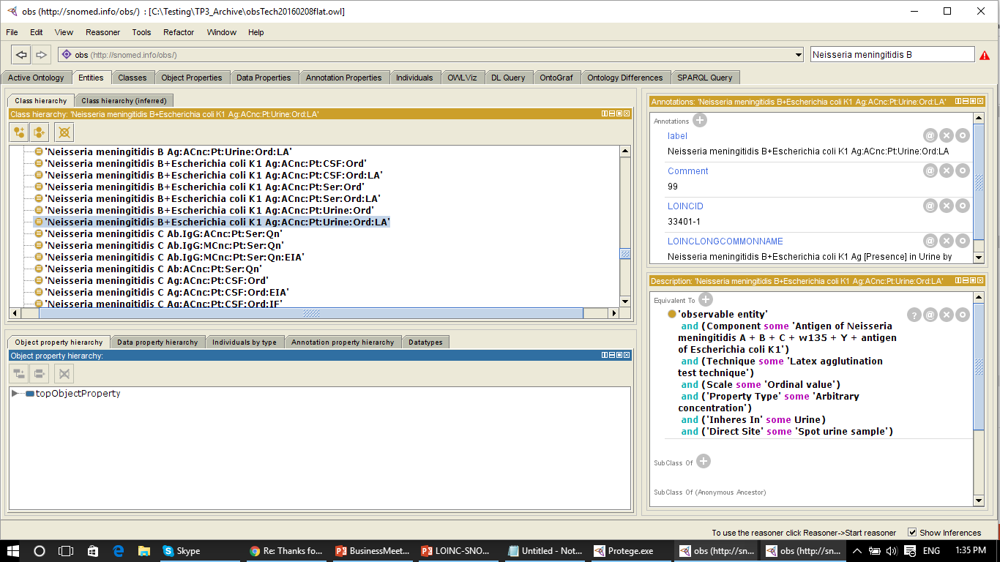 obs (http://snomed.info/obs/) : [C:\Testing\TP3_Archive\obsTech20160208flat.owl]
File Edit View Reasoner Tools Refactor Window Help
obs (http://snomed.info/obs/) Neisseria meningitidis B
Active Ontology Entities Classes Object Properties Data Properties Annotation Properties Individuals OWLViz DL Query OntoGraf Ontology Differences SPARQL Query
Class hierarchy Class hierarchy (inferred)
Class hierarchy: 'Neisseria meningitidis B+Escherichia coli K1 Ag:ACnc:Pt:Urine:Ord:LA'
'Neisseria meningitidis B Ag:ACnc:Pt:Urine:Ord:LA'
'Neisseria meningitidis B+Escherichia coli K1 Ag:ACnc:Pt:CSF:Ord'
'Neisseria meningitidis B+Escherichia coli K1 Ag:ACnc:Pt:CSF:Ord:LA'
'Neisseria meningitidis B+Escherichia coli K1 Ag:ACnc:Pt:Ser:Ord'
'Neisseria meningitidis B+Escherichia coli K1 Ag:ACnc:Pt:Ser:Ord:LA'
'Neisseria meningitidis B+Escherichia coli K1 Ag:ACnc:Pt:Urine:Ord'
'Neisseria meningitidis B+Escherichia coli K1 Ag:ACnc:Pt:Urine:Ord:LA'
'Neisseria meningitidis C Ab.IgG:ACnc:Pt:Ser:Qn'
'Neisseria meningitidis C Ab.IgG:MCnc:Pt:Ser:Qn'
'Neisseria meningitidis C Ab.IgG:MCnc:Pt:Ser:Qn:EIA'
'Neisseria meningitidis C Ab:ACnc:Pt:Ser:Qn'
'Neisseria meningitidis C Ag:ACnc:Pt:CSF:Ord'
'Neisseria meningitidis C Ag:ACnc:Pt:CSF:Ord:EIA'
'Neisseria meningitidis C Ag:ACnc:Pt:CSF:Ord:IF'
Object property hierarchy Data property hierarchy Individuals by type Annotation property hierarchy Datatypes
Object property hierarchy:
topObjectProperty
Annotations: 'Neisseria meningitidis B+Escherichia coli K1 Ag:ACnc:Pt:Urine:Ord:LA'
Annotations
label
Neisseria meningitidis B+Escherichia coli K1 Ag:ACnc:Pt:Urine:Ord:LA
Comment
99
LOINCID
33401-1
LOINCLONGCOMMONNAME
Neisseria meningitidis B+Escherichia coli K1 Ag [Presence] in Urine by
Description: 'Neisseria meningitidis B+Escherichia coli K1 Ag:ACnc:Pt:Urine:Ord:LA'
Equivalent To
'observable entity'
and (Component some 'Antigen of Neisseria
meningitidis A + B + C + w135 + Y + antigen
of Escherichia coli K1')
and (Technique some 'Latex agglutination
test technique')
and (Scale some 'Ordinal value')
and ('Property Type' some 'Arbitrary
concentration')
and ('Inheres In' some Urine)
and ('Direct Site' some 'Spot urine sample')
SubClass Of
SubClass Of (Anonymous Ancestor)
To use the reasoner click Reasoner->Start reasoner Show Inferences
Skype Re: Thanks fo... BusinessMeet... LOINC-SNO... Untitled - Not... Protege.exe obs (http://sn... obs (http://sn... ENG 1:35 PM